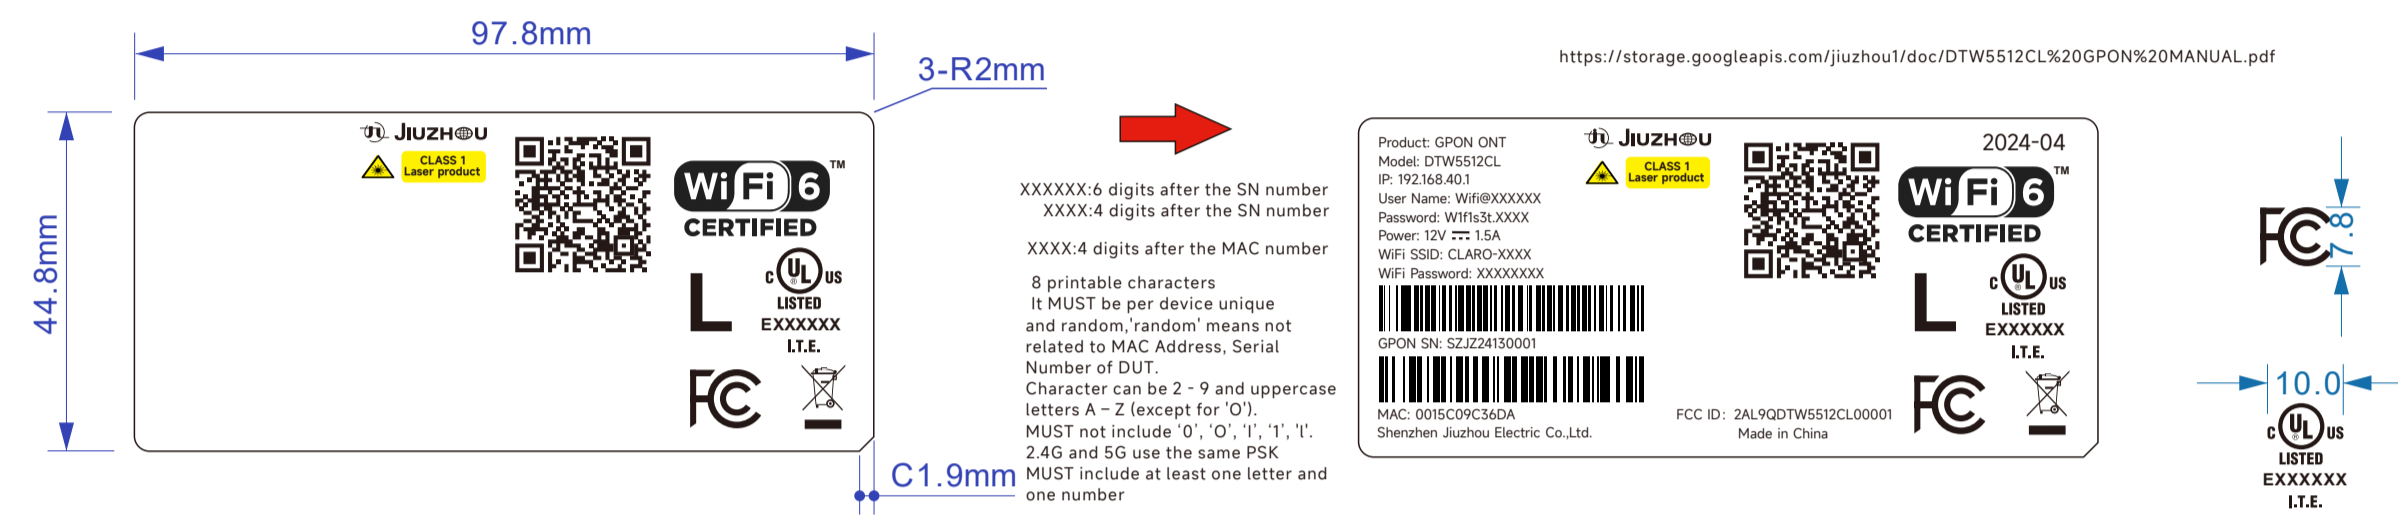 97.8mm
3-R2mm
44.8mm
C1.9mm
JIUZHOU
CLASS 1
Laser product
Wi Fi 6 TM
CERTIFIED
L
C UL US
®
LISTED
EXXXXXX
I.T.E.
FC
XXXXXX:6 digits after the SN number
XXXX:4 digits after the SN number
XXXX:4 digits after the MAC number
8 printable characters
It MUST be per device unique
and random,'random' means not
related to MAC Address, Serial
Number of DUT.
Character can be 2 - 9 and uppercase
letters A – Z (except for 'O').
MUST not include ‘0’, ‘O’, ‘I’, ‘1’, ‘l’.
2.4G and 5G use the same PSK
MUST include at least one letter and
one number
https://storage.googleapis.com/jiuzhou1/doc/DTW5512CL%20GPON%20MANUAL.pdf
Product: GPON ONT
Model: DTW5512CL
IP: 192.168.40.1
User Name: Wifi@XXXXXX
Password: W1f1s3t.XXXX
Power: 12V ⎓ 1.5A
WiFi SSID: CLARO-XXXX
WiFi Password: XXXXXXXX
GPON SN: SZJZ24130001
MAC: 0015C09C36DA
Shenzhen Jiuzhou Electric Co.,Ltd.
JIUZHOU
CLASS 1
Laser product
2024-04
Wi Fi 6 TM
CERTIFIED
L
C UL US
®
LISTED
EXXXXXX
I.T.E.
FCC ID: 2AL9QDTW5512CL00001
Made in China
FC
FC
7.8
10.0
C UL US
®
LISTED
EXXXXXX
I.T.E.